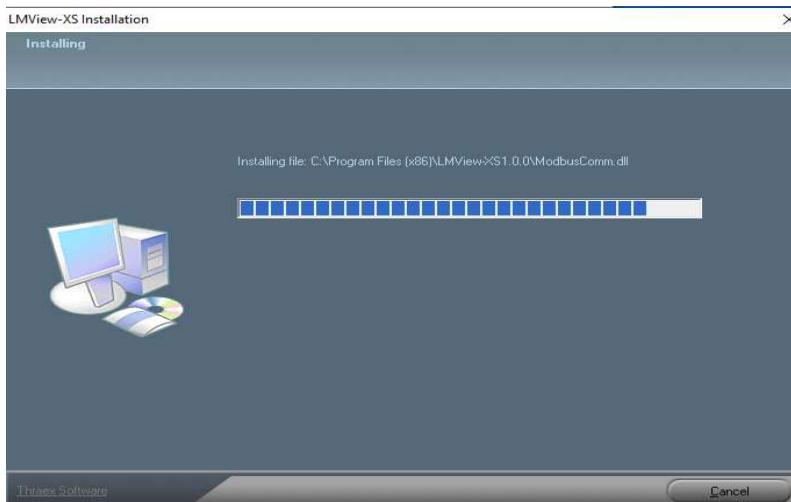 LMView-XS Installation
Installing
Installing file: C:\Program Files (x86)\LMView-XS1.0.0\ModbusComm.dll
Thraex Software
Cancel